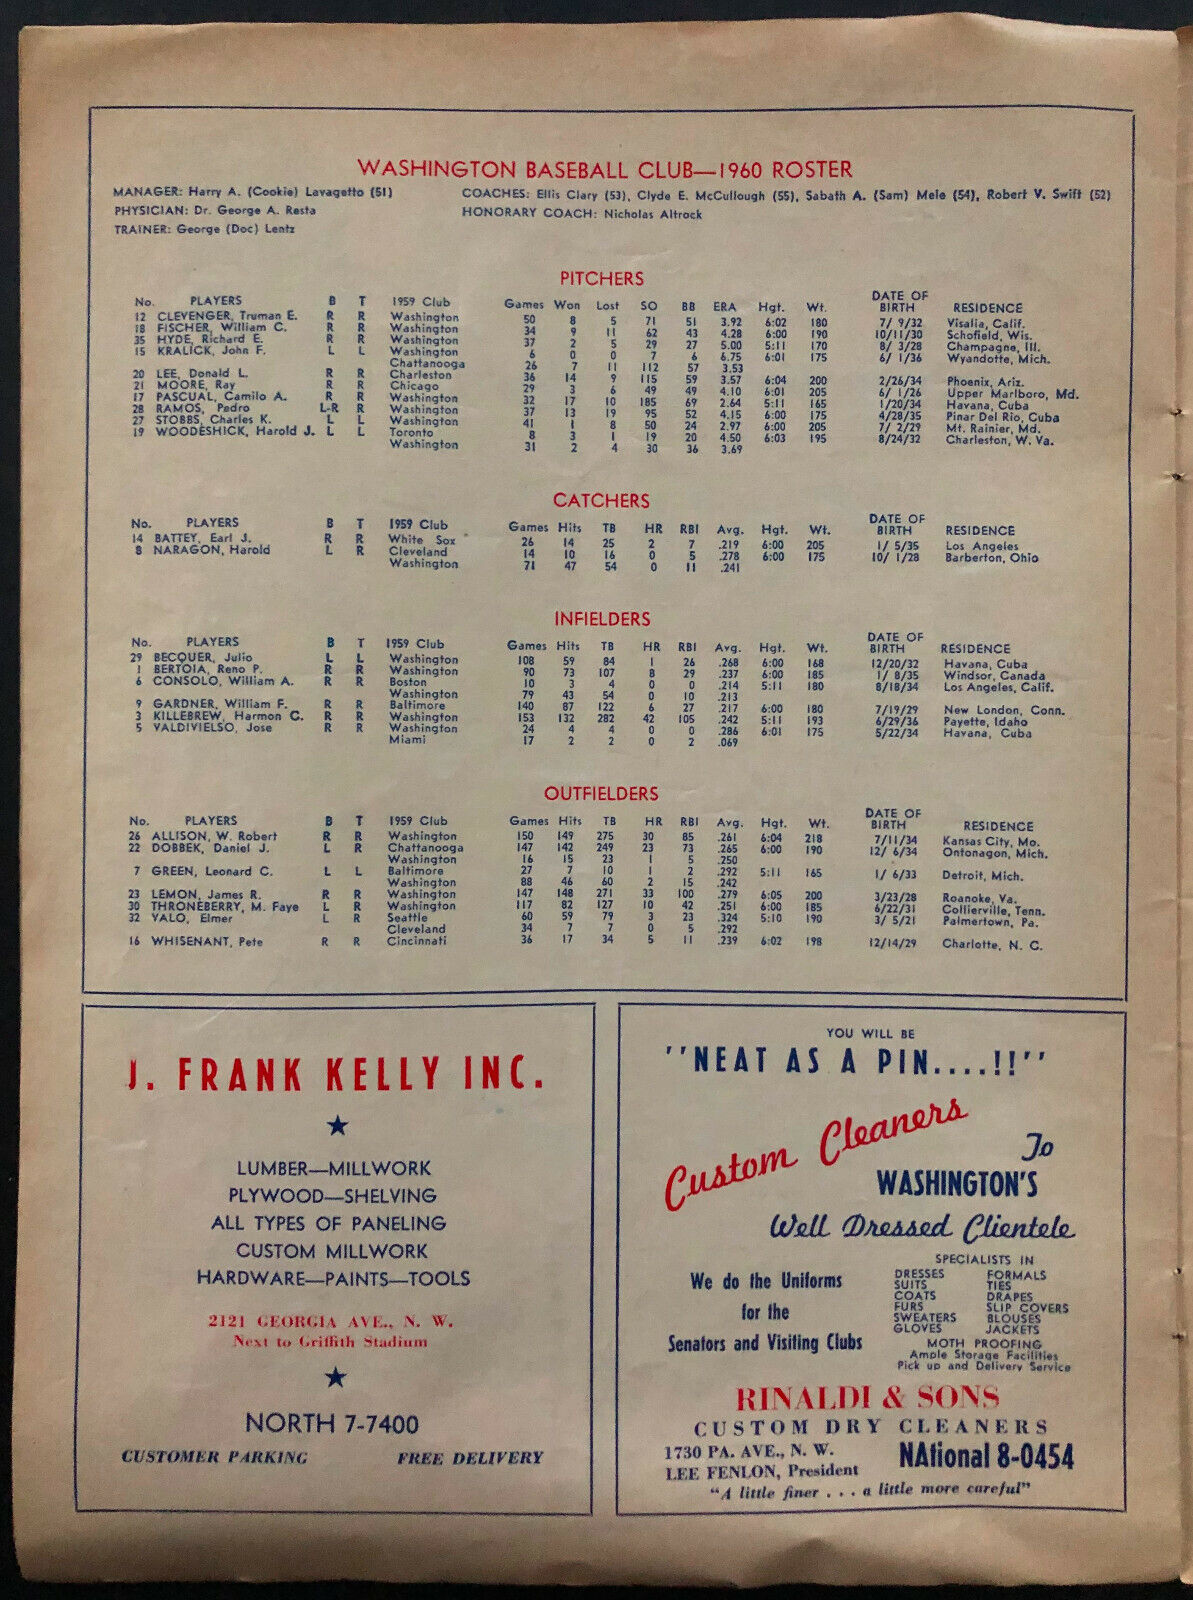 WASHINGTON BASEBALL CLUB—1960 ROSTER
MANAGER: Harry A. (Cookie) Lavagetto (51) COACHES: Ellis Clary (53), Clyde E. McCullough (55), Sabath A. (Sam) Mele (54), Robert V. Swift (52)
PHYSICIAN: Dr. George A. Resta HONORARY COACH: Nicholas Altrock
TRAINER: George (Doc) Lentz
PITCHERS
No. PLAYERS B T 1959 Club Games Won Lost SO BB ERA Hgt. Wt. DATE OF BIRTH RESIDENCE
12 CLEVENGER, Truman E. R R Washington 50 8 5 71 51 3.92 6:02 180 7/ 9/32 Visalia, Calif.
18 FISCHER, William C. R R Washington 34 9 11 62 43 4.28 6:00 190 10/11/30 Schofield, Wis.
35 HYDE, Richard E. R R Washington 37 2 5 29 27 5.00 5:11 170 8/ 3/28 Champagne, Ill.
15 KRALICK, John F. L L Washington 6 0 0 7 6 6.75 6:01 175 6/ 1/36 Wyandotte, Mich.
Chattanooga 26 7 11 112 57 3.53
20 LEE, Donald L. R R Charleston 36 14 9 115 59 3.57 6:04 200 2/26/34 Phoenix, Ariz.
21 MOORE, Ray R R Chicago 29 3 6 49 49 4.10 6:01 205 6/ 1/26 Upper Marlboro, Md.
17 PASCUAL, Camilo A. R R Washington 32 17 10 185 69 2.64 5:11 165 1/20/34 Havana, Cuba
28 RAMOS, Pedro L-R R Washington 37 13 19 95 52 4.15 6:00 175 4/28/35 Pinar Del Rio, Cuba
27 STOBBS, Charles K. L L Washington 41 1 8 50 24 2.97 6:00 205 7/ 2/29 Mt. Rainier, Md.
19 WOODESHICK, Harold J. L L Toronto 8 3 1 19 20 4.50 6:03 195 8/24/32 Charleston, W. Va.
Washington 31 2 4 30 36 3.69
CATCHERS
No. PLAYERS B T 1959 Club Games Hits TB HR RBI Avg. Hgt. Wt. DATE OF BIRTH RESIDENCE
14 BATTEY, Earl J. R R White Sox 26 14 25 2 7 .219 6:00 205 1/ 5/35 Los Angeles
8 NARAGON, Harold L R Cleveland 14 10 16 0 5 .278 6:00 175 10/ 1/28 Barberton, Ohio
Washington 71 47 54 0 11 .241
INFIELDERS
No. PLAYERS B T 1959 Club Games Hits TB HR RBI Avg. Hgt. Wt. DATE OF BIRTH RESIDENCE
29 BECQUER, Julio L L Washington 108 59 84 1 26 .268 6:00 168 12/20/32 Havana, Cuba
1 BERTOIA, Reno P. R R Washington 90 73 107 8 29 .237 6:00 185 1/ 8/35 Windsor, Canada
6 CONSOLO, William A. R R Boston 10 3 4 0 0 .214 5:11 180 8/18/34 Los Angeles, Calif.
Washington 79 43 54 0 10 .213
9 GARDNER, William F. R R Baltimore 140 87 122 6 27 .217 6:00 180 7/19/29 New London, Conn.
3 KILLEBREW, Harmon C. R R Washington 153 132 282 42 105 .242 5:11 193 6/29/36 Payette, Idaho
5 VALDIVIELSO, Jose R R Washington 24 4 4 0 0 .286 6:01 175 5/22/34 Havana, Cuba
Miami 17 2 2 0 2 .069
OUTFIELDERS
No. PLAYERS B T 1959 Club Games Hits TB HR RBI Avg. Hgt. Wt. DATE OF BIRTH RESIDENCE
26 ALLISON, W. Robert R R Washington 150 149 275 30 85 .261 6:04 218 7/11/34 Kansas City, Mo.
22 DOBBEK, Daniel J. L R Chattanooga 147 142 249 23 73 .265 6:00 190 12/ 6/34 Ontonagon, Mich.
Washington 16 15 23 1 5 .250
7 GREEN, Leonard C. L L Baltimore 27 7 10 1 2 .292 5:11 165 1/ 6/33 Detroit, Mich.
Washington 88 46 60 2 15 .242
23 LEMON, James R. R R Washington 147 148 271 33 100 .279 6:05 200 3/23/28 Roanoke, Va.
30 THRONEBERRY, M. Faye L R Washington 117 82 127 10 42 .251 6:00 185 6/22/31 Collierville, Tenn.
32 VALO, Elmer L R Seattle 60 59 79 3 23 .324 5:10 190 3/ 5/21 Palmertown, Pa.
Cleveland 34 7 7 0 5 .292
16 WHISENANT, Pete R R Cincinnati 36 17 34 5 11 .239 6:02 198 12/14/29 Charlotte, N. C.
J. FRANK KELLY INC.
LUMBER—MILLWORK
PLYWOOD—SHELVING
ALL TYPES OF PANELING
CUSTOM MILLWORK
HARDWARE—PAINTS—TOOLS
2121 GEORGIA AVE., N. W.
Next to Griffith Stadium
NORTH 7-7400
CUSTOMER PARKING FREE DELIVERY
YOU WILL BE
"NEAT AS A PIN....!!"
Custom Cleaners
To
WASHINGTON'S
Well Dressed Clientele
We do the Uniforms
for the
Senators and Visiting Clubs
SPECIALISTS IN
DRESSES FORMALS
SUITS TIES
COATS DRAPES
FURS SLIP COVERS
SWEATERS BLOUSES
GLOVES JACKETS
MOTH PROOFING
Ample Storage Facilities
Pick up and Delivery Service
RINALDI & SONS
CUSTOM DRY CLEANERS
1730 PA. AVE., N. W. NAtional 8-0454
LEE FENLON, President
"A little finer . . . a little more careful"